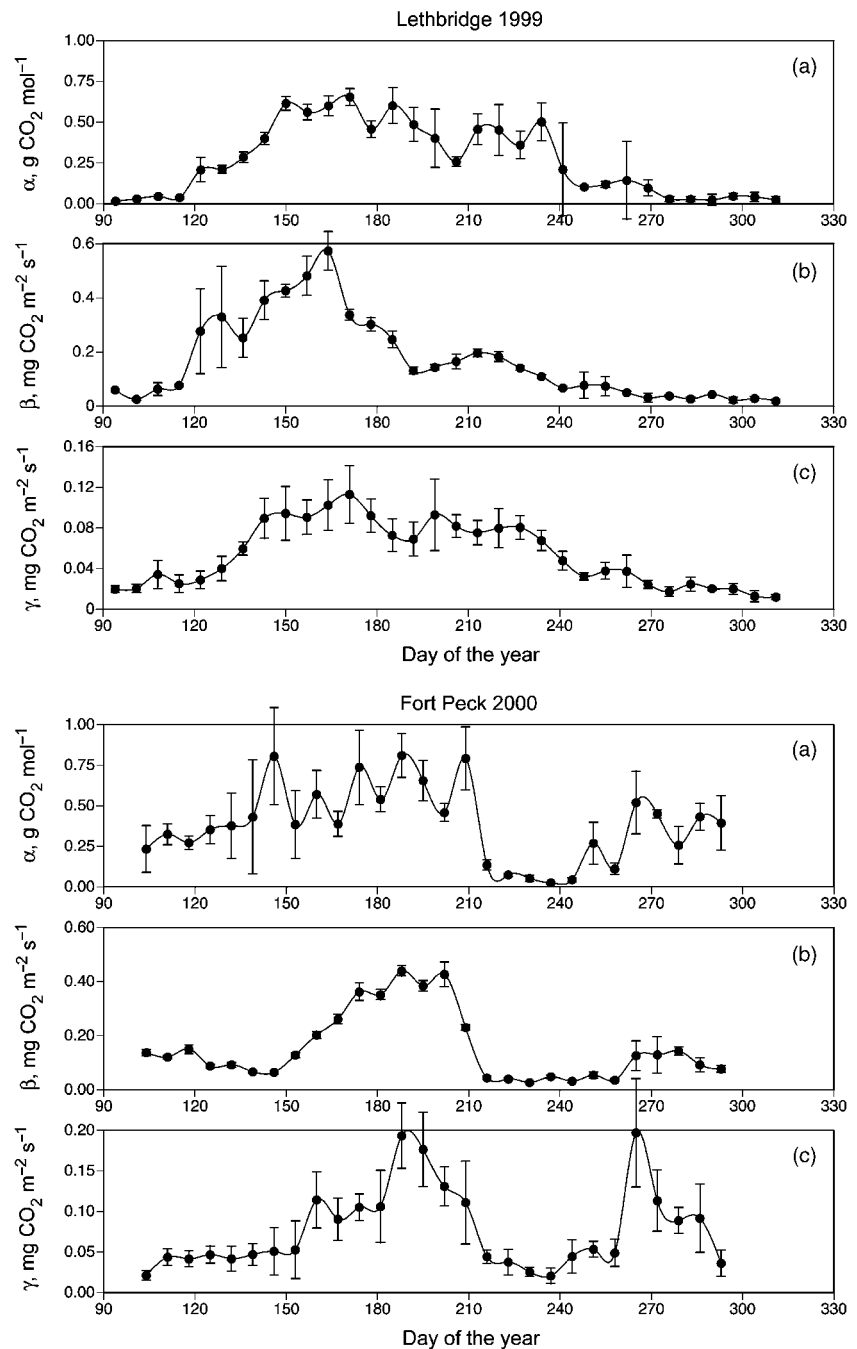 Lethbridge 1999
(a)
α, g CO₂ mol⁻¹
1.00
0.75
0.50
0.25
0.00
90 120 150 180 210 240 270 300 330
(b)
β, mg CO₂ m⁻² s⁻¹
0.6
0.4
0.2
0
90 120 150 180 210 240 270 300 330
(c)
γ, mg CO₂ m⁻² s⁻¹
0.16
0.12
0.08
0.04
0
90 120 150 180 210 240 270 300 330
Day of the year
Fort Peck 2000
(a)
α, g CO₂ mol⁻¹
1.00
0.75
0.50
0.25
0.00
90 120 150 180 210 240 270 300 330
(b)
β, mg CO₂ m⁻² s⁻¹
0.60
0.40
0.20
0.00
90 120 150 180 210 240 270 300 330
(c)
γ, mg CO₂ m⁻² s⁻¹
0.20
0.15
0.10
0.05
0.00
90 120 150 180 210 240 270 300 330
Day of the year